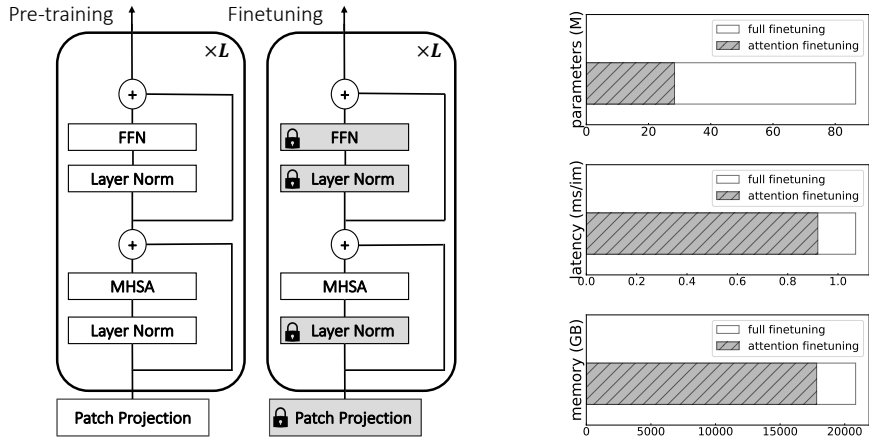 Pre-training
×L
+
FFN
Layer Norm
+
MHSA
Layer Norm
Patch Projection
Finetuning
×L
+
FFN
Layer Norm
+
MHSA
Layer Norm
Patch Projection
parameters (M)
full finetuning
attention finetuning
0 20 40 60 80
latency (ms/im)
full finetuning
attention finetuning
0.0 0.2 0.4 0.6 0.8 1.0
memory (GB)
full finetuning
attention finetuning
0 5000 10000 15000 20000